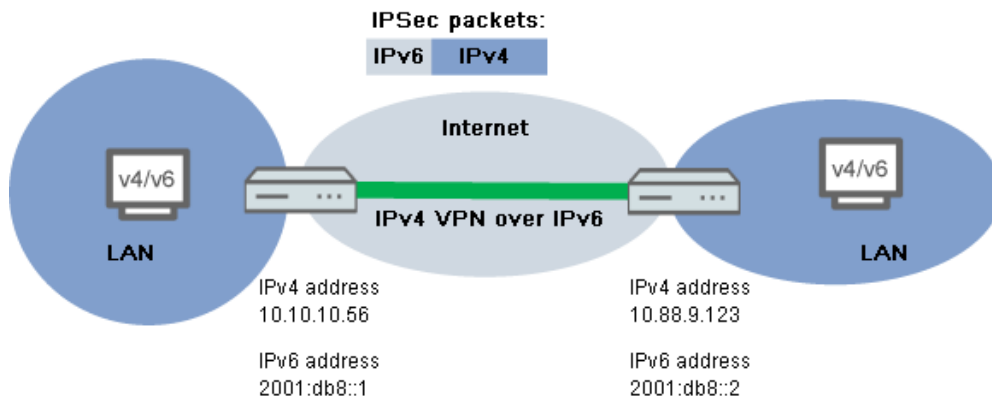 IPSec packets:
IPv6 IPv4
Internet
v4/v6
v4/v6
IPv4 VPN over IPv6
LAN
LAN
IPv4 address
10.10.10.56
IPv6 address
2001:db8::1
IPv4 address
10.88.9.123
IPv6 address
2001:db8::2